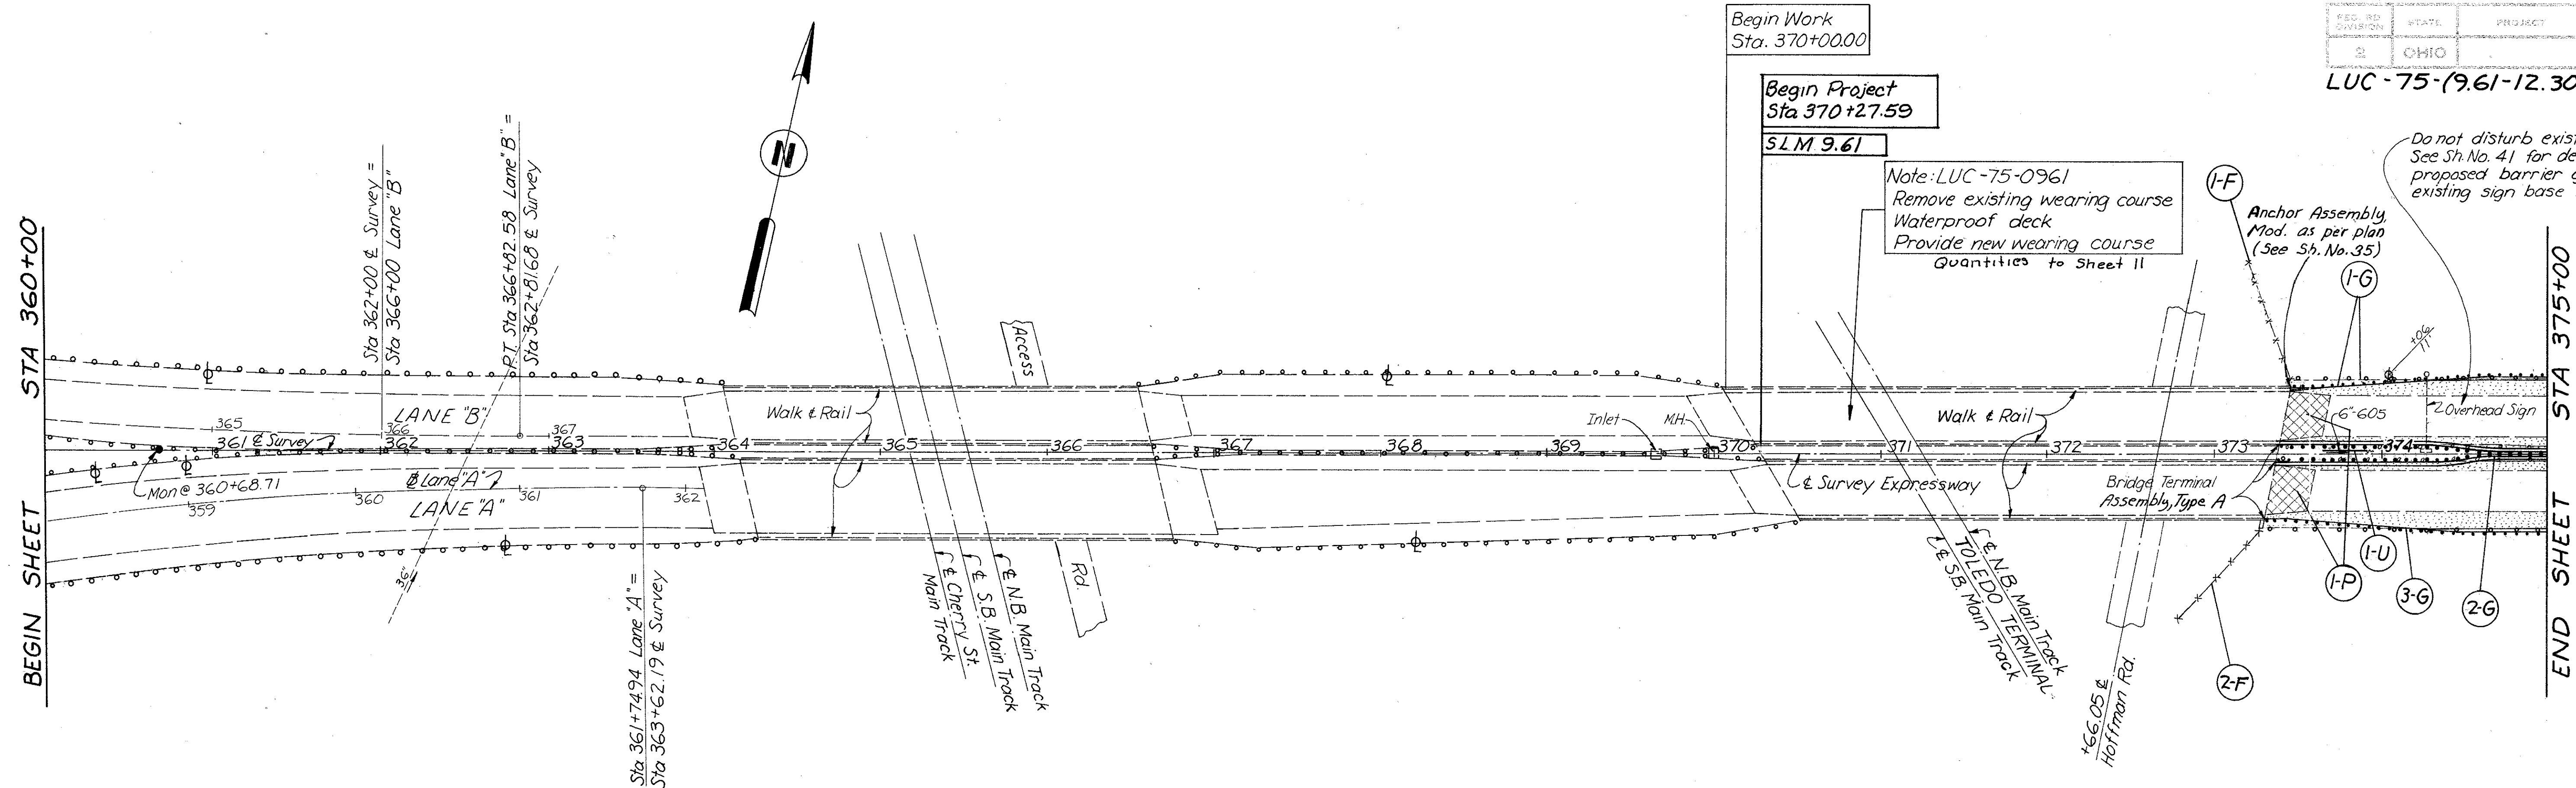 Begin Work
Sta. 370+00.00
FED. RD.
DIVISION
STATE
PROJECT
2
OHIO
LUC-75-(9.61-12.30
Begin Project
Sta 370+27.59
SLM 9.61
Note: LUC-75-0961
Remove existing wearing course
Waterproof deck
Provide new wearing course
Quantities to Sheet 11
Do not disturb exist
See Sh. No. 41 for de
proposed barrier g
existing sign base
1-F
Anchor Assembly,
Mod. as per plan
(See Sh. No. 35)
1-G
+06
11'
N
BEGIN SHEET STA 360+00
END SHEET STA 375+00
Sta 362+00 ℄ Survey =
Sta 366+00 Lane "B"
P.T. Sta 366+82.58 Lane "B" =
Sta 362+81.68 ℄ Survey
Access
LANE "B"
Walk & Rail
Inlet
M.H.
Walk & Rail
6"-605
Overhead Sign
365
366
367
361 ℄ Survey
362
363
364
365
366
367
368
369
370
371
372
373
374
Mon @ 360+68.71
℄ Lane "A"
LANE "A"
359
360
361
362
℄ Survey Expressway
Bridge Terminal
Assembly, Type A
36"
Sta 361+74.94 Lane "A" =
Sta 363+62.19 ℄ Survey
℄ Cherry St.
Main Track
℄ S.B. Main Track
℄ N.B. Main Track
Rd.
℄ N.B. Main Track
TOLEDO TERMINAL
℄ S.B. Main Track
+66.05 ℄
Hoffman Rd.
2-F
1-P
1-U
3-G
2-G